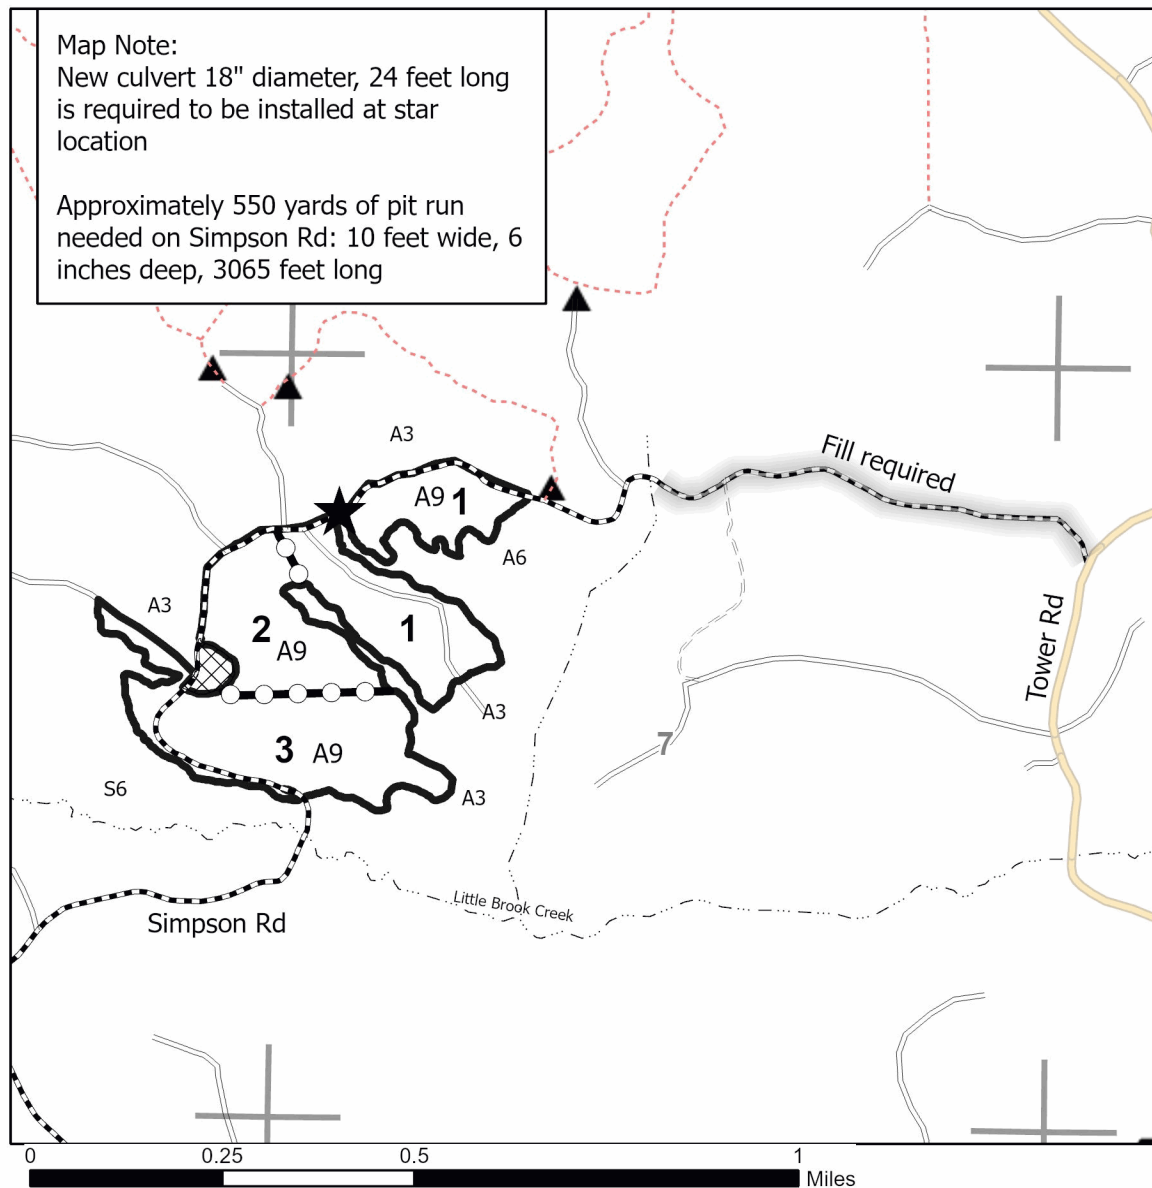 Map Note:
New culvert 18" diameter, 24 feet long
is required to be installed at star
location
Approximately 550 yards of pit run
needed on Simpson Rd: 10 feet wide, 6
inches deep, 3065 feet long
A3
Fill required
A9 1
A6
A3
2
A9
1
Tower Rd
A3
7
3 A9
S6
A3
Little Brook Creek
Simpson Rd
0 0.25 0.5 1
Miles